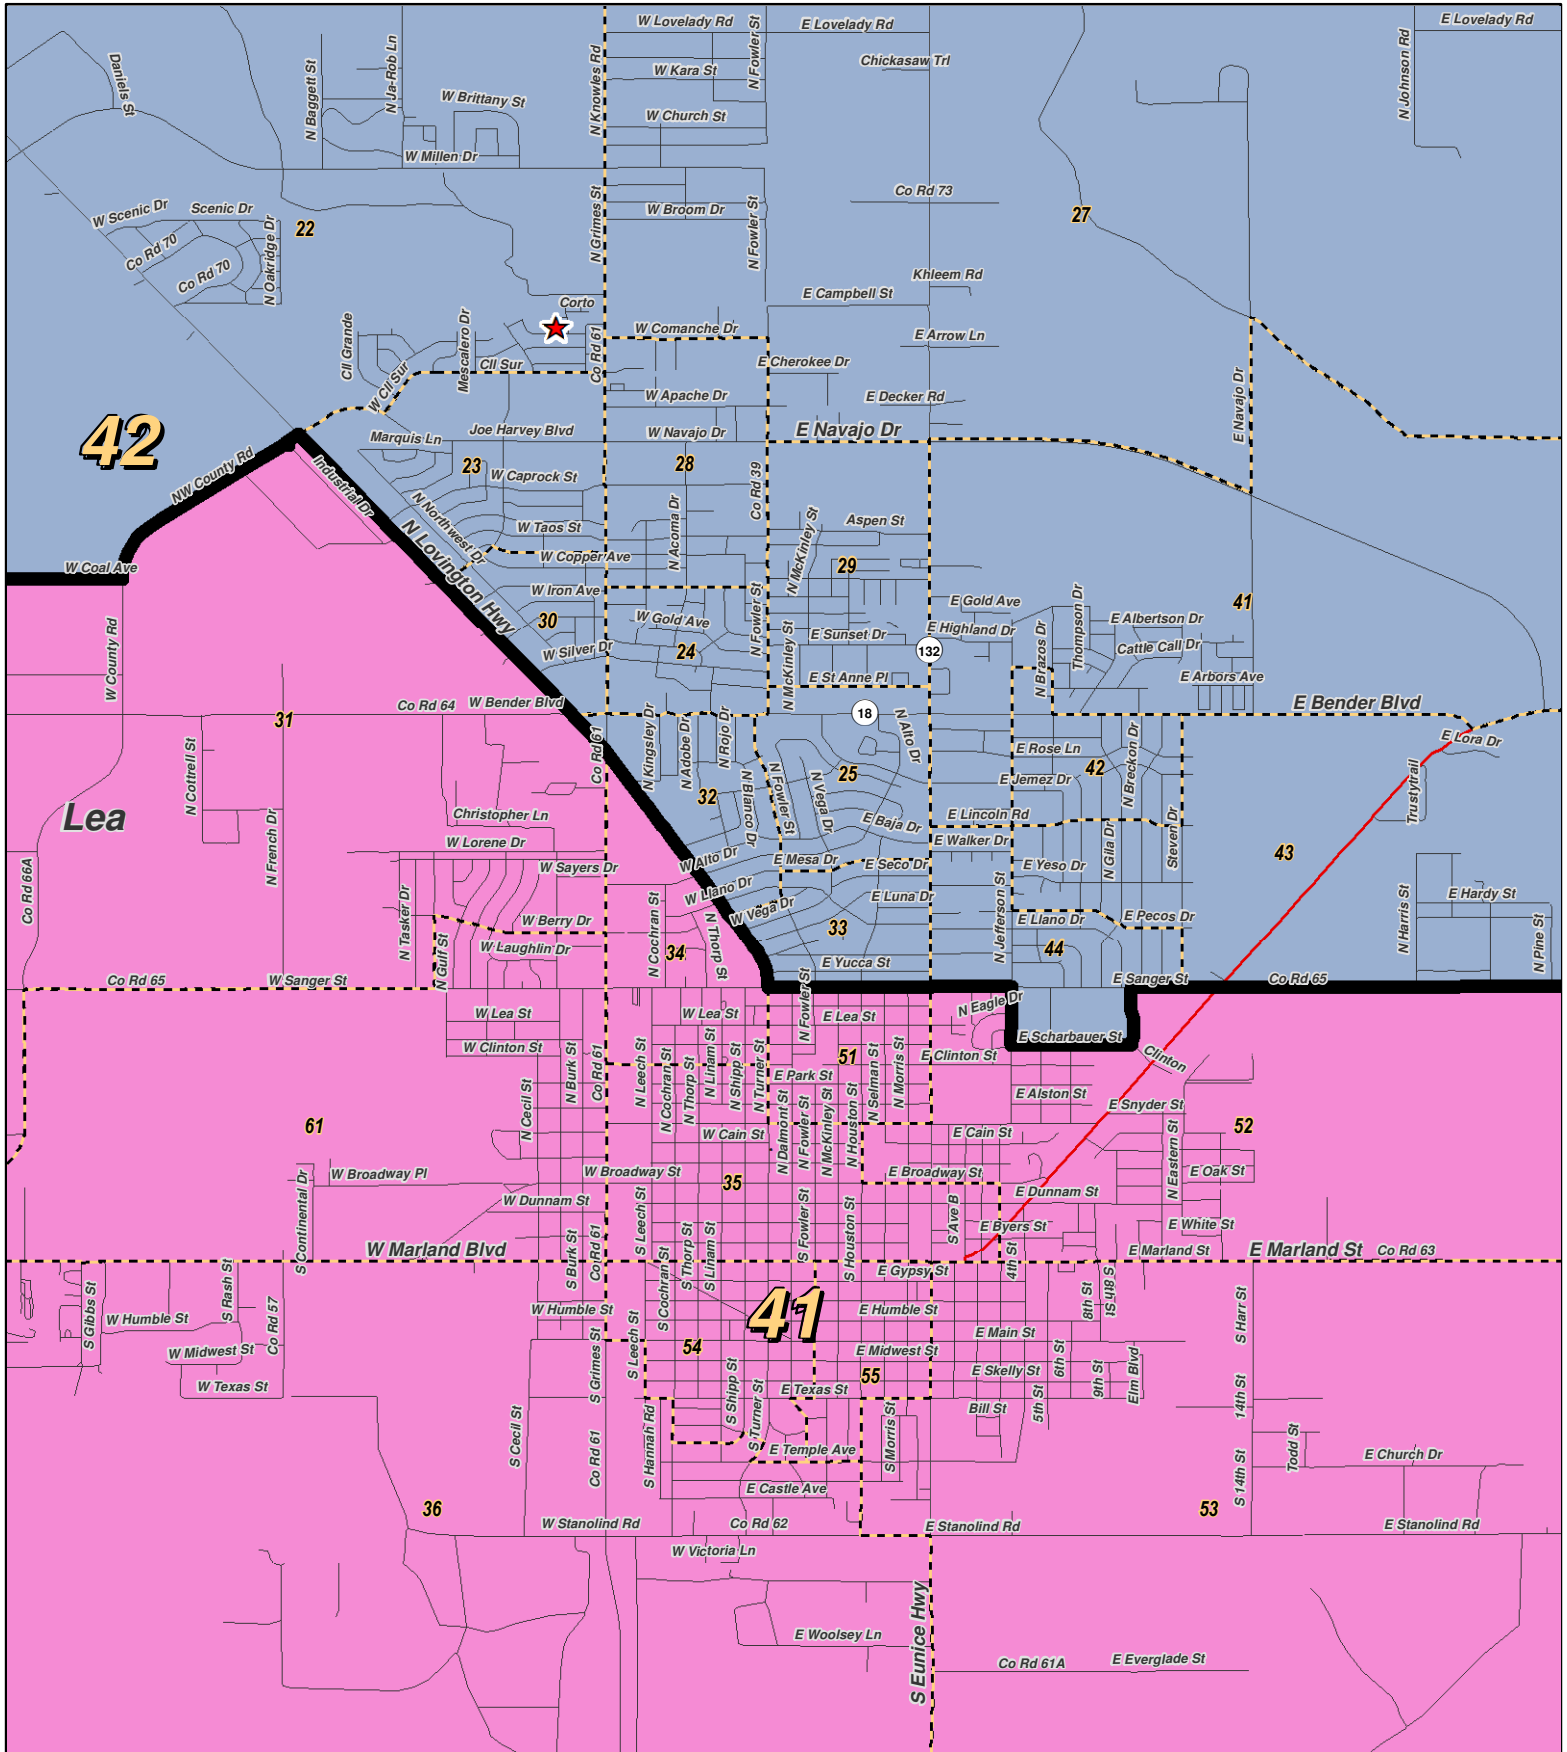 W Lovelady Rd
E Lovelady Rd
E Lovelady Rd
Daniels St
N Baggett St
N Ja-Rob Ln
W Brittany St
N Knowles Rd
W Kara St
N Fowler St
Chickasaw Trl
N Johnson Rd
W Church St
W Millen Dr
Co Rd 73
W Scenic Dr
Scenic Dr
22
N Grimes St
W Broom Dr
N Fowler St
27
Co Rd 70
Co Rd 70
N Oakridge Dr
Khleem Rd
Corto
E Campbell St
W Comanche Dr
E Arrow Ln
Cll Grande
Mescalero Dr
Cll Sur
Co Rd 61
W Cll Sur
E Cherokee Dr
W Apache Dr
E Decker Rd
E Navajo Dr
42
Marquis Ln
Joe Harvey Blvd
W Navajo Dr
E Navajo Dr
NW County Rd
Industrial Dr
23
W Caprock St
28
Co Rd 39
N Northwest Dr
W Taos St
N Acoma Dr
Aspen St
N McKinley St
N Lovington Hwy
W Copper Ave
29
W Coal Ave
W Iron Ave
30
W Gold Ave
N Fowler St
E Gold Ave
Thompson Dr
E Albertson Dr
41
W County Rd
W Silver Dr
24
N McKinley St
E Sunset Dr
E Highland Dr
132
N Brazos Dr
Cattle Call Dr
E St Anne Pl
E Arbors Ave
31
Co Rd 64
W Bender Blvd
18
E Bender Blvd
N Cottrell St
Co Rd 61
N Kingsley Dr
N Adobe Dr
N Rojo Dr
N Alto Dr
E Rose Ln
N Breckon Dr
E Lora Dr
32
N Blanco Dr
N Fowler St
N Vega Dr
25
E Jemez Dr
42
Trustytrail
Lea
Christopher Ln
E Baja Dr
E Lincoln Rd
N French Dr
W Lorene Dr
E Walker Dr
N Gila Dr
Steven Dr
43
Co Rd 66A
W Sayers Dr
W Alto Dr
E Mesa Dr
E Seco Dr
E Yeso Dr
W Llano Dr
E Luna Dr
N Tasker Dr
W Berry Dr
N Cochran St
W Vega Dr
33
N Jefferson St
E Llano Dr
E Pecos Dr
N Harris St
E Hardy St
N Pine St
N Gulf St
W Laughlin Dr
34
N Thorp St
44
E Yucca St
Co Rd 65
W Sanger St
E Sanger St
Co Rd 65
W Lea St
W Lea St
N Fowler St
E Lea St
N Eagle Dr
E Scharbauer St
W Clinton St
51
E Clinton St
Clinton
N Burk St
Co Rd 61
N Leech St
N Cochran St
N Thorp St
N Linam St
N Shipp St
N Turner St
E Park St
N Selman St
N Morris St
N Cecil St
E Alston St
E Snyder St
61
W Cain St
N Dalmont St
N Fowler St
N McKinley St
N Houston St
E Cain St
52
N Eastern St
W Broadway Pl
W Broadway St
35
E Broadway St
E Oak St
S Continental Dr
W Dunnam St
E Dunnam St
S Leech St
S Fowler St
S Houston St
S Ave B
E Byers St
E White St
W Marland Blvd
S Burk St
Co Rd 61
S Thorp St
S Linam St
4th St
E Marland St
E Marland St
Co Rd 63
E Gypsy St
S Gibbs St
S Rash St
W Humble St
Co Rd 57
W Humble St
S Cochran St
41
E Humble St
8th St
S 8th St
S Harr St
W Midwest St
S Grimes St
S Leech St
54
E Midwest St
E Main St
W Texas St
S Shipp St
E Texas St
55
E Skelly St
6th St
9th St
Elm Blvd
S Cecil St
Co Rd 61
S Hannah Rd
S Turner St
S Morris St
Bill St
5th St
14th St
Todd St
E Temple Ave
E Church Dr
E Castle Ave
S 14th St
36
W Stanolind Rd
Co Rd 62
E Stanolind Rd
53
E Stanolind Rd
W Victoria Ln
E Woolsey Ln
S Eunice Hwy
Co Rd 61A
E Everglade St